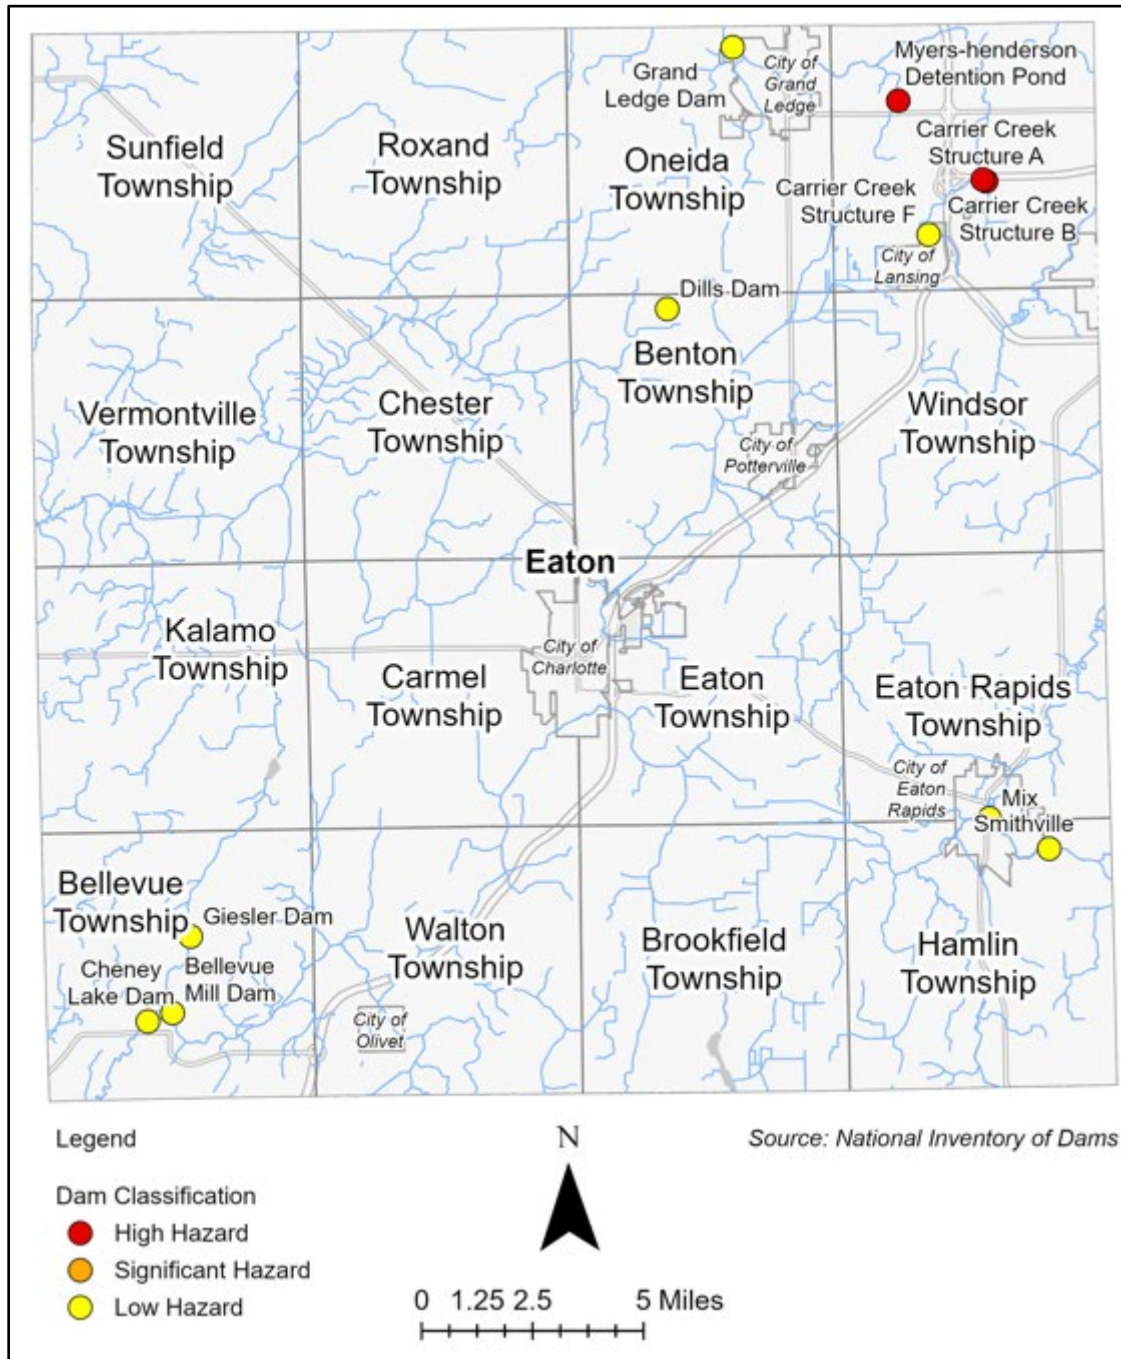 Grand
Ledge Dam
City of
Grand
Ledge
Myers-henderson
Detention Pond
Sunfield
Township
Roxand
Township
Oneida
Township
Carrier Creek
Structure A
Carrier Creek
Structure F
Carrier Creek
Structure B
City of
Lansing
Dills Dam
Vermontville
Township
Chester
Township
Benton
Township
Windsor
Township
City of
Potterville
Eaton
Kalamo
Township
Carmel
Township
City of
Charlotte
Eaton
Township
Eaton Rapids
Township
City of
Eaton
Rapids
Mix
Smithville
Bellevue
Township
Giesler Dam
Cheney
Lake Dam
Bellevue
Mill Dam
Walton
Township
City of
Olivet
Brookfield
Township
Hamlin
Township
Legend
N
Source: National Inventory of Dams
Dam Classification
High Hazard
Significant Hazard
Low Hazard
0 1.25 2.5 5 Miles